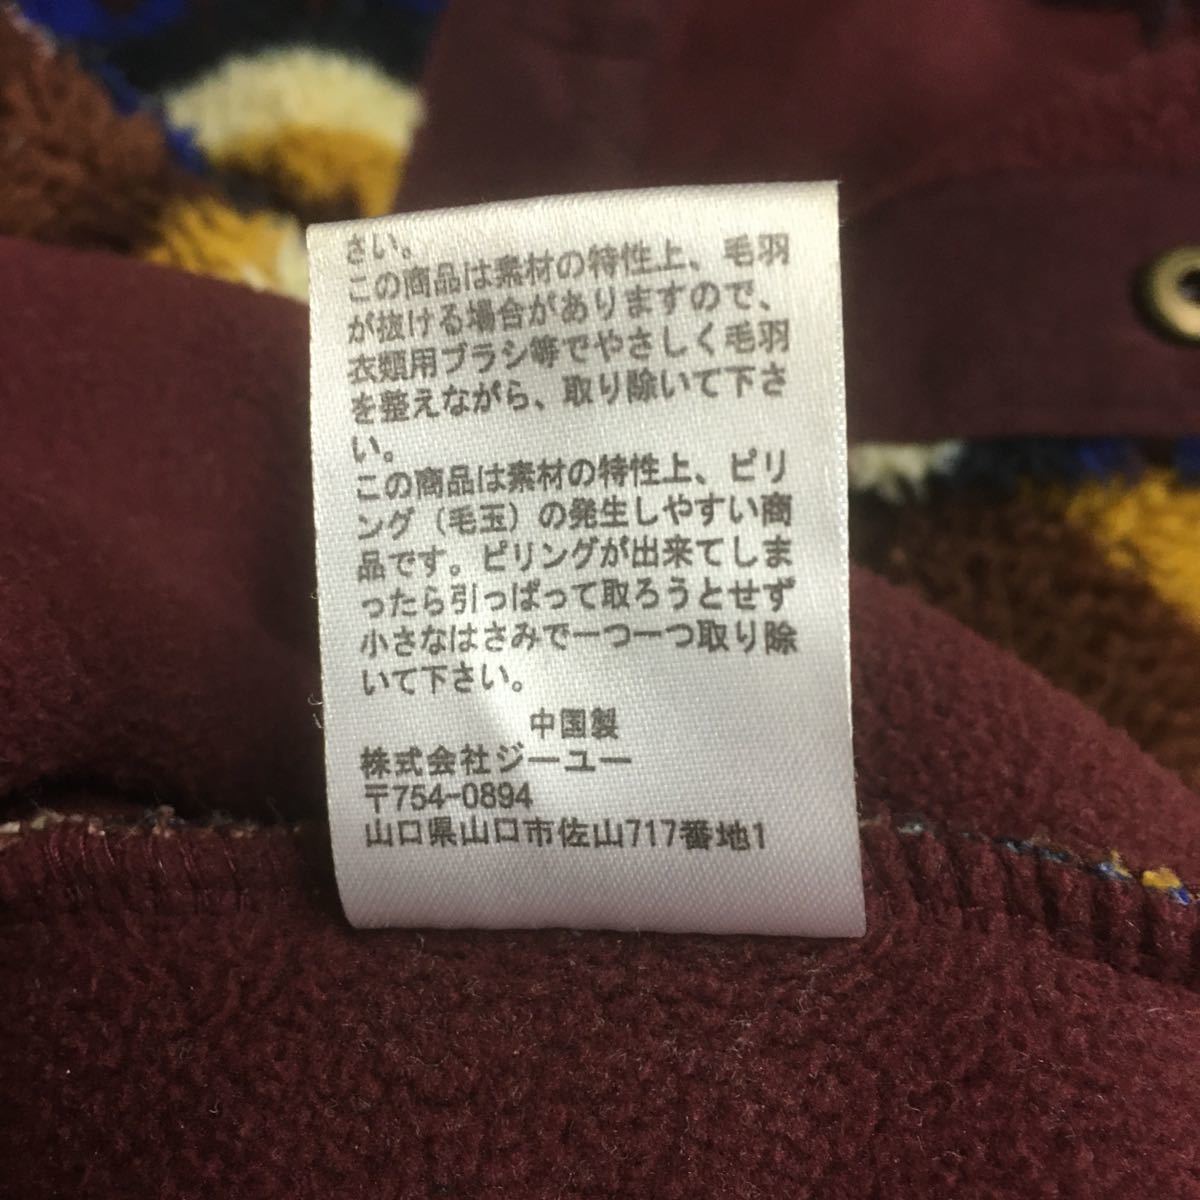 さい。
この商品は素材の特性上、毛羽
が抜ける場合がありますので、
衣類用ブラシ等でやさしく毛羽
を整えながら、取り除いて下さ
い。
この商品は素材の特性上、ピリ
ング（毛玉）の発生しやすい商
品です。ピリングが出来てしま
ったら引っぱって取ろうとせず
小さなはさみで一つ一つ取り除
いて下さい。
中国製
株式会社ジーユー
〒754-0894
山口県山口市佐山717番地1